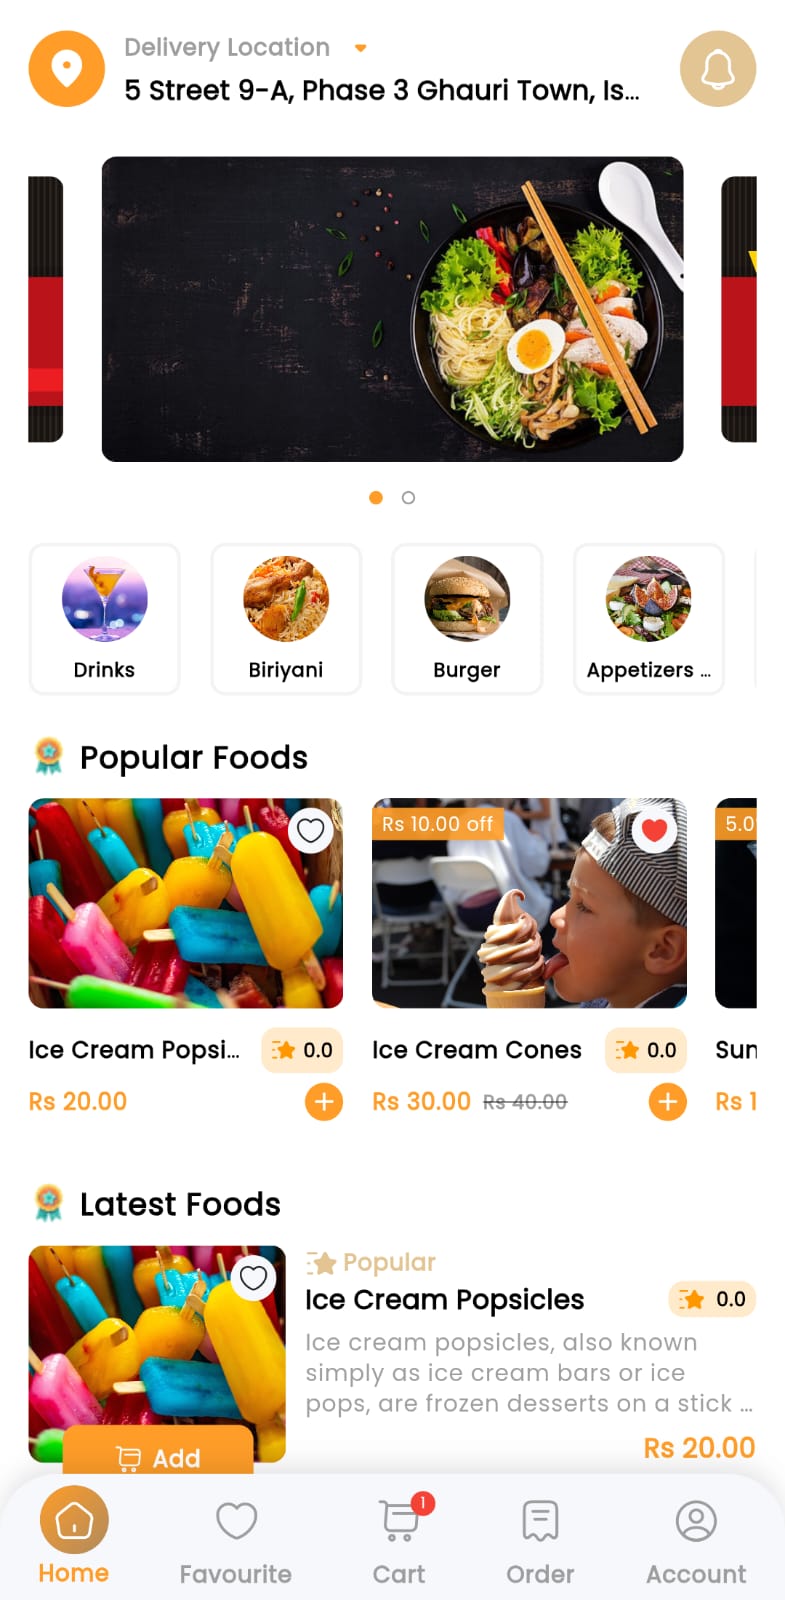 Delivery Location
5 Street 9-A, Phase 3 Ghauri Town, Is...
Drinks
Biriyani
Burger
Appetizers ...
Popular Foods
Rs 10.00 off
5.0
Ice Cream Popsi...
0.0
Ice Cream Cones
0.0
Sun
Rs 20.00
Rs 30.00 Rs 40.00
Rs 1
Latest Foods
Popular
Ice Cream Popsicles
0.0
Ice cream popsicles, also known
simply as ice cream bars or ice
pops, are frozen desserts on a stick ...
Rs 20.00
Add
1
Home
Favourite
Cart
Order
Account